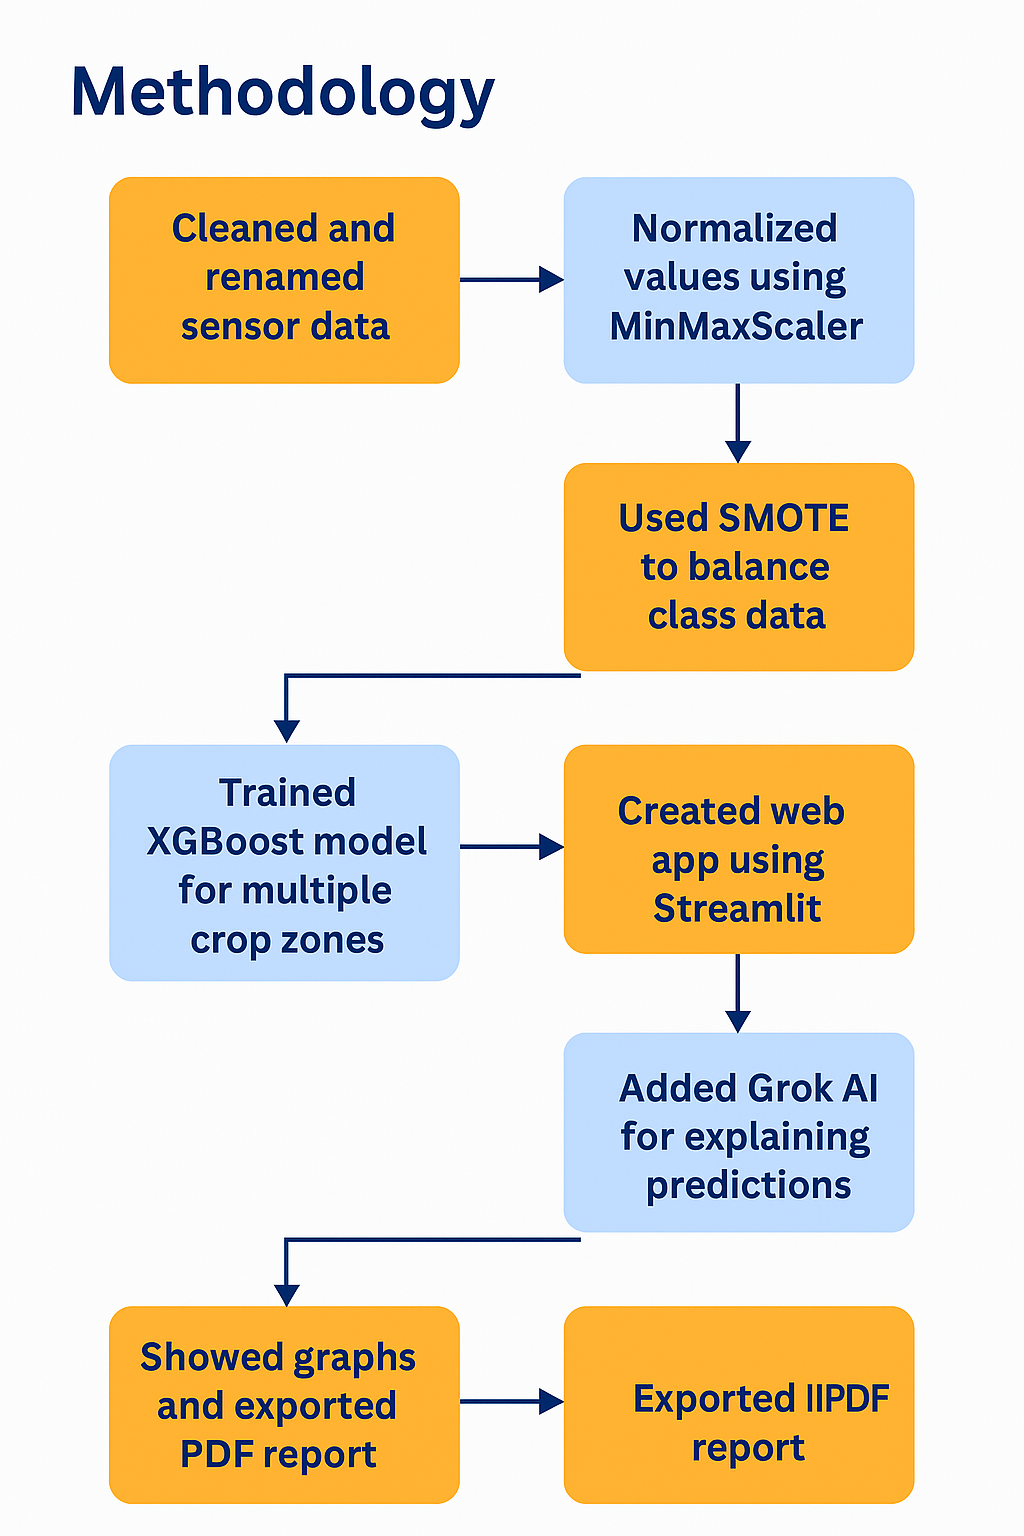 Methodology
Cleaned and
renamed
sensor data
Normalized
values using
MinMaxScaler
Used SMOTE
to balance
class data
Trained
XGBoost model
for multiple
crop zones
Created web
app using
Streamlit
Added Grok AI
for explaining
predictions
Showed graphs
and exported
PDF report
Exported IIPDF
report